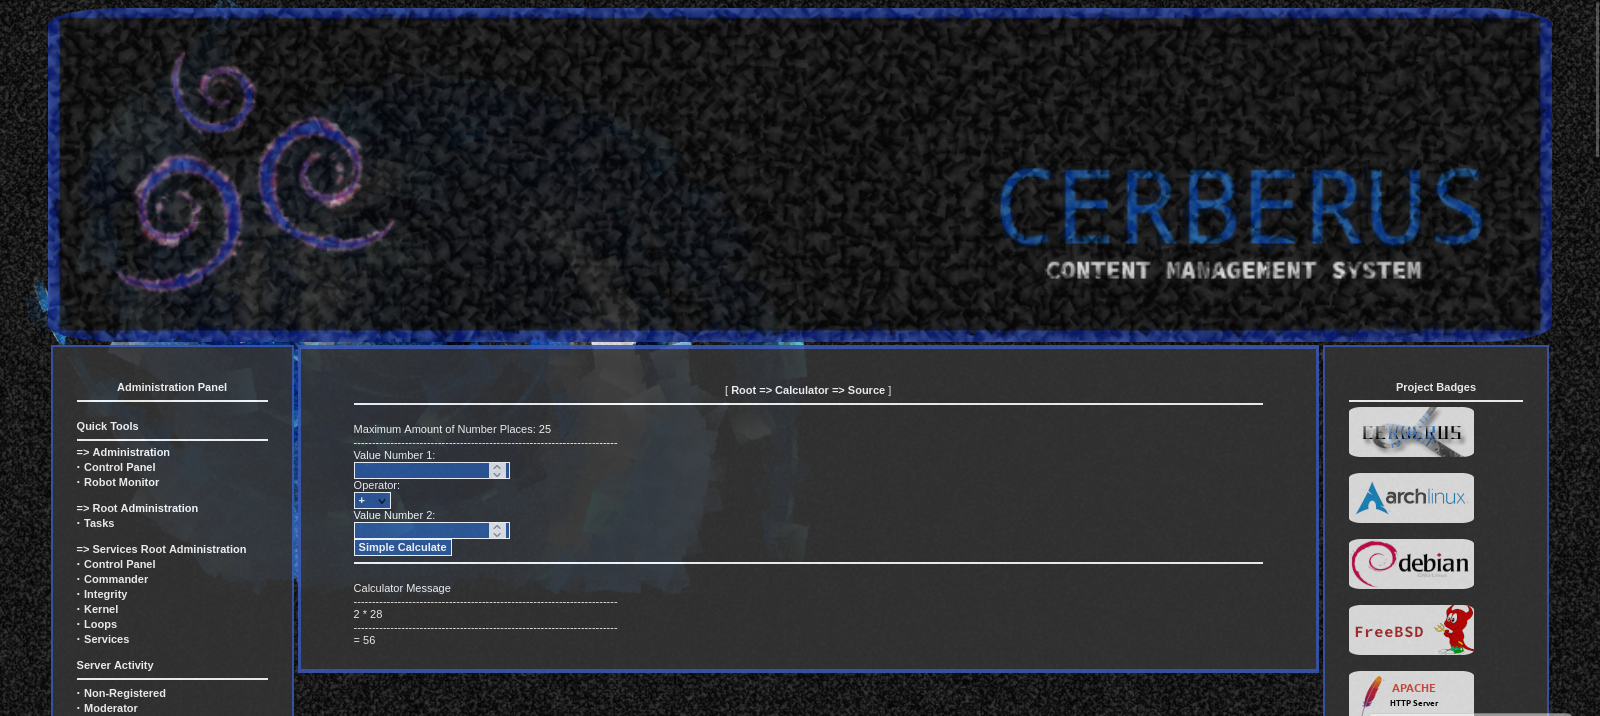 CERBERUS
CONTENT MANAGEMENT SYSTEM
Administration Panel
Quick Tools
=> Administration
· Control Panel
· Robot Monitor
=> Root Administration
· Tasks
=> Services Root Administration
· Control Panel
· Commander
· Integrity
· Kernel
· Loops
· Services
Server Activity
· Non-Registered
· Moderator
[ Root => Calculator => Source ]
Maximum Amount of Number Places: 25
------------------------------------------------------------------------
Value Number 1:
Operator:
+
Value Number 2:
Simple Calculate
Calculator Message
------------------------------------------------------------------------
2 * 28
------------------------------------------------------------------------
= 56
Project Badges
CERBERUS
archlinux
debian
FreeBSD
APACHE
HTTP Server